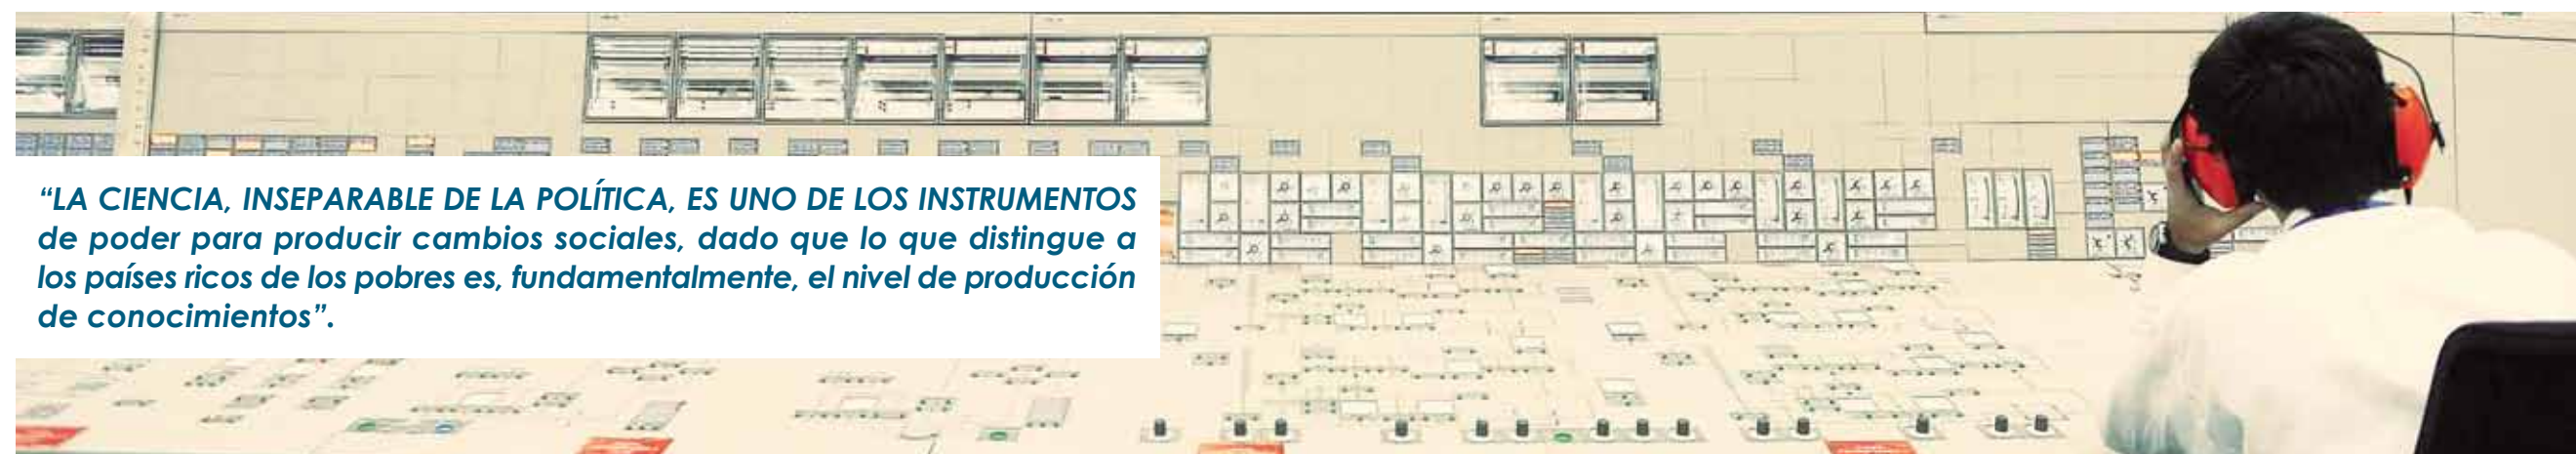 “LA CIENCIA, INSEPARABLE DE LA POLÍTICA, ES UNO DE LOS INSTRUMENTOS
de poder para producir cambios sociales, dado que lo que distingue a
los países ricos de los pobres es, fundamentalmente, el nivel de producción
de conocimientos”.